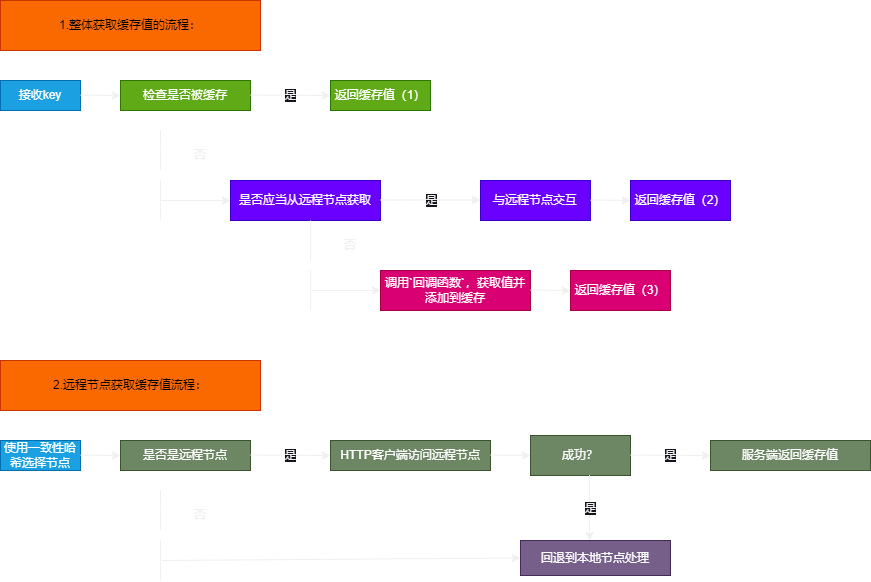 1.整体获取缓存值的流程：
接收key
检查是否被缓存
是
返回缓存值（1）
否
是否应当从远程节点获取
是
与远程节点交互
返回缓存值（2）
否
调用`回调函数`，获取值并
添加到缓存
返回缓存值（3）
2.远程节点获取缓存值流程：
使用一致性哈
希选择节点
是否是远程节点
是
HTTP客户端访问远程节点
成功？
是
服务端返回缓存值
否
是
回退到本地节点处理